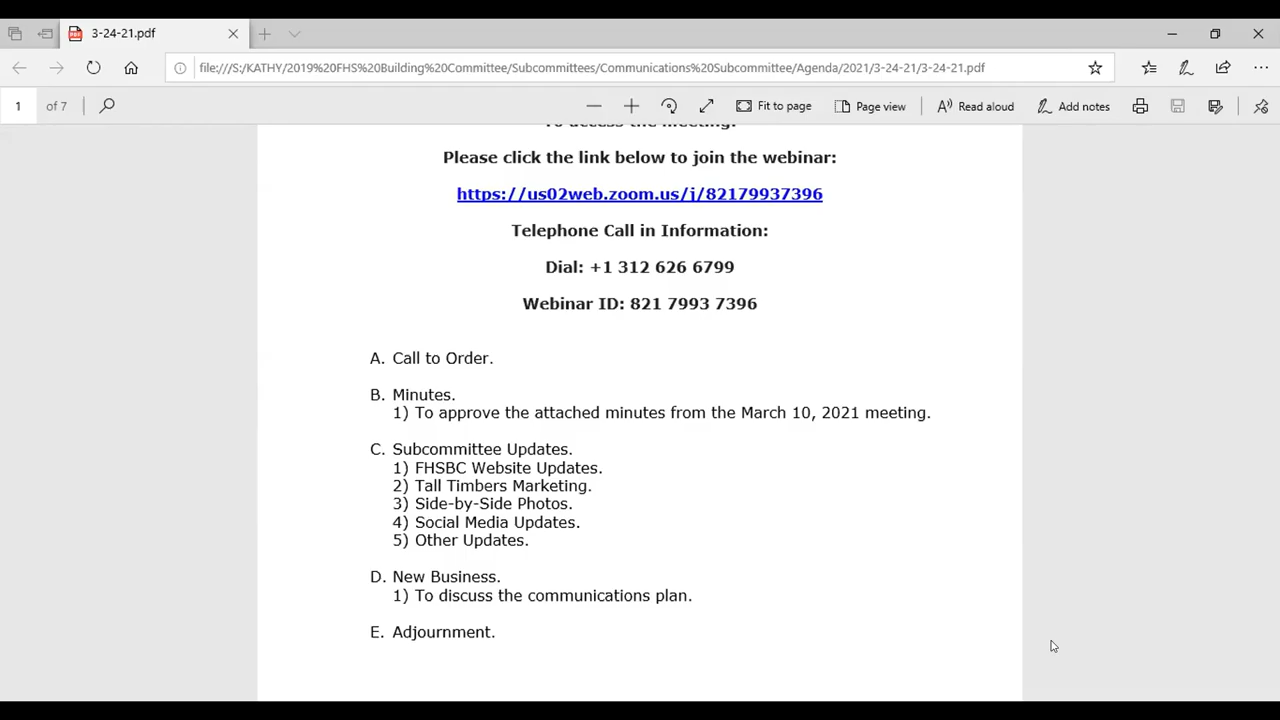 3-24-21.pdf
file:///S:/KATHY/2019%20FHS%20Building%20Committee/Subcommittees/Communications%20Subcommittee/Agenda/2021/3-24-21/3-24-21.pdf
1 of 7 Fit to page Page view Read aloud Add notes
To access the meeting:
Please click the link below to join the webinar:
https://us02web.zoom.us/j/82179937396
Telephone Call in Information:
Dial: +1 312 626 6799
Webinar ID: 821 7993 7396
A. Call to Order.
B. Minutes.
1) To approve the attached minutes from the March 10, 2021 meeting.
C. Subcommittee Updates.
1) FHSBC Website Updates.
2) Tall Timbers Marketing.
3) Side-by-Side Photos.
4) Social Media Updates.
5) Other Updates.
D. New Business.
1) To discuss the communications plan.
E. Adjournment.